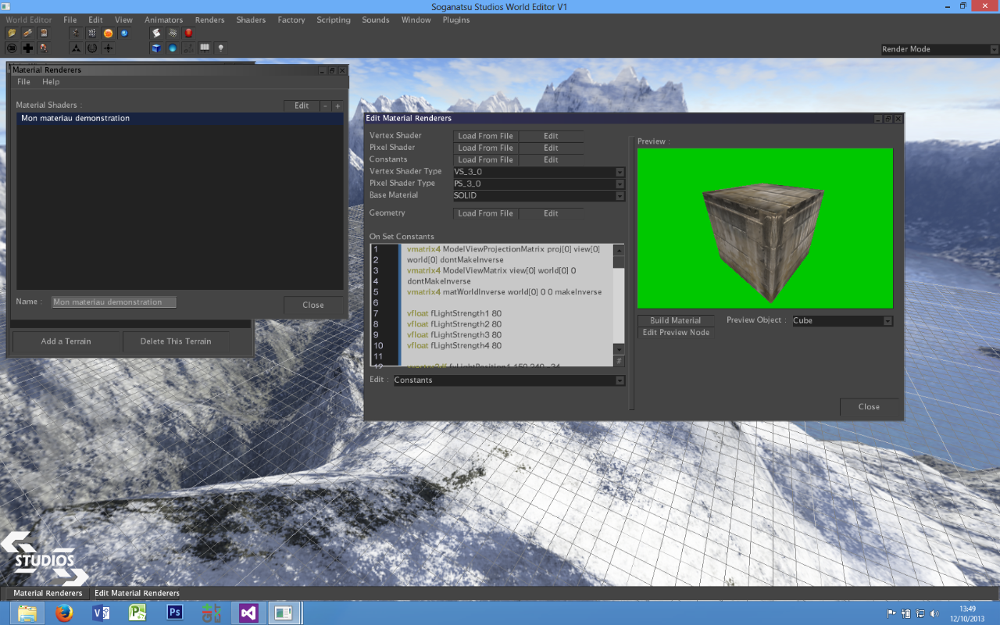 Soganatsu Studios World Editor V1
World Editor File Edit View Animators Renders Shaders Factory Scripting Sounds Window Plugins
Render Mode
Material Renderers
File Help
Material Shaders :
Edit - +
Mon materiau demonstration
Name : Mon materiau demonstration
Close
Add a Terrain
Delete This Terrain
Edit Material Renderers
Vertex Shader Load From File Edit
Pixel Shader Load From File Edit
Constants Load From File Edit
Vertex Shader Type VS_3_0
Pixel Shader Type PS_3_0
Base Material SOLID
Geometry Load From File Edit
On Set Constants
1 vmatrix4 ModelViewProjectionMatrix proj[0] view[0]
2 world[0] dontMakeInverse
3 vmatrix4 ModelViewMatrix view[0] world[0] 0
4 dontMakeInverse
5 vmatrix4 matWorldInverse world[0] 0 0 makeInverse
6
7 vfloat fLightStrength1 80
8 vfloat fLightStrength2 80
9 vfloat fLightStrength3 80
10 vfloat fLightStrength4 80
11
12
#
Edit : Constants
Preview :
Build Material
Preview Object : Cube
Edit Preview Node
Close
STUDIOS
Material Renderers
Edit Material Renderers
Ps
13:49
12/10/2013